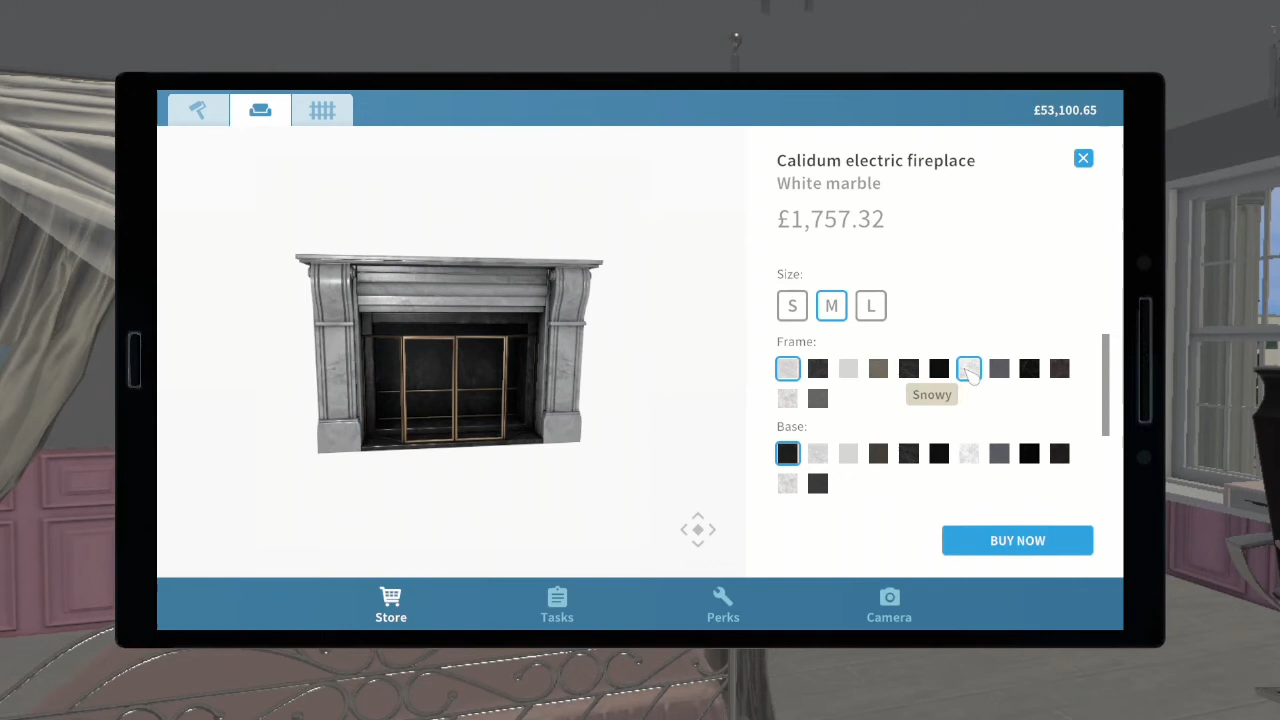 £53,100.65
Calidum electric fireplace
White marble
£1,757.32
Size:
S M L
Frame:
Snowy
Base:
BUY NOW
Store Tasks Perks Camera